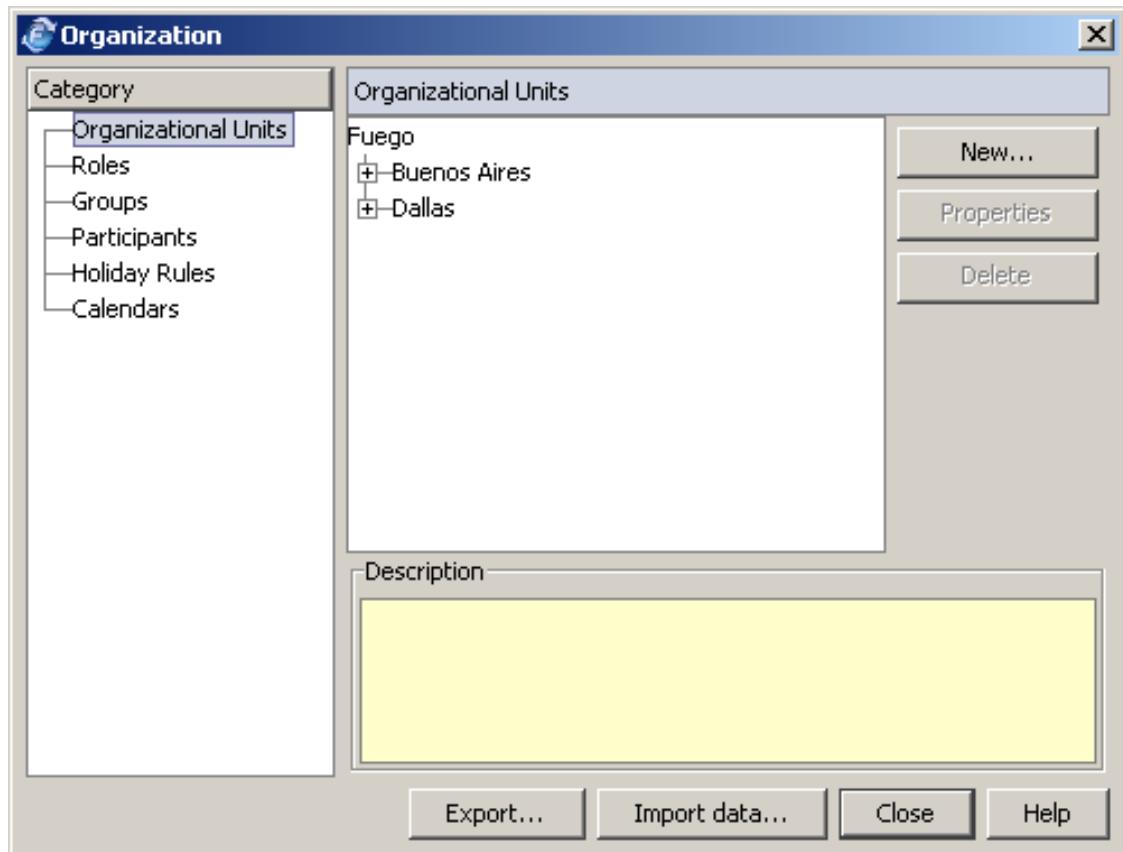 Organization
Category
Organizational Units
Roles
Groups
Participants
Holiday Rules
Calendars
Organizational Units
Fuego
Buenos Aires
Dallas
New...
Properties
Delete
Description
Export...
Import data...
Close
Help